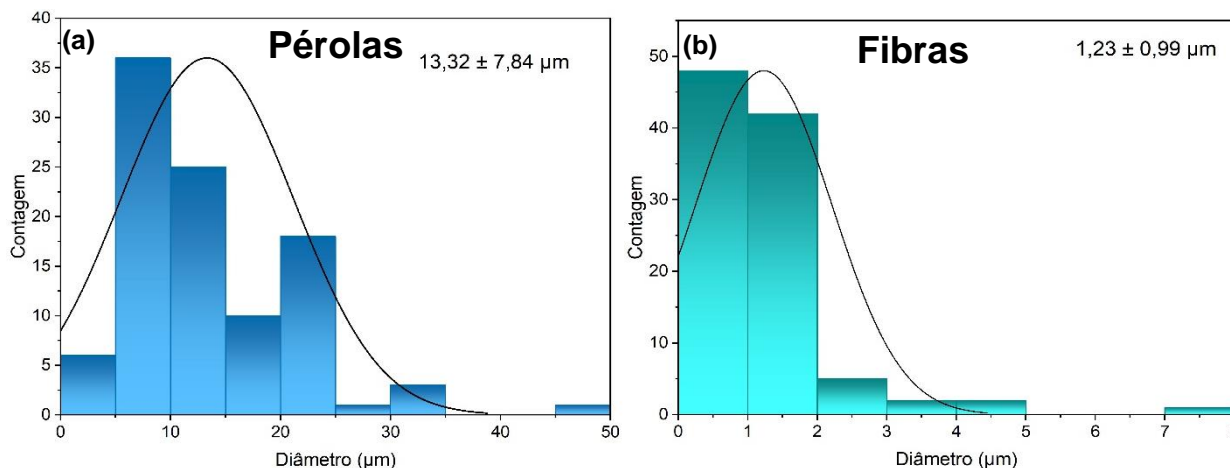 (a)
Pérolas
13,32 ± 7,84 µm
40
35
30
25
20
15
10
5
0
Contagem
0 10 20 30 40 50
Diâmetro (µm)
(b)
Fibras
1,23 ± 0,99 µm
50
40
30
20
10
0
Contagem
0 1 2 3 4 5 6 7
Diâmetro (µm)